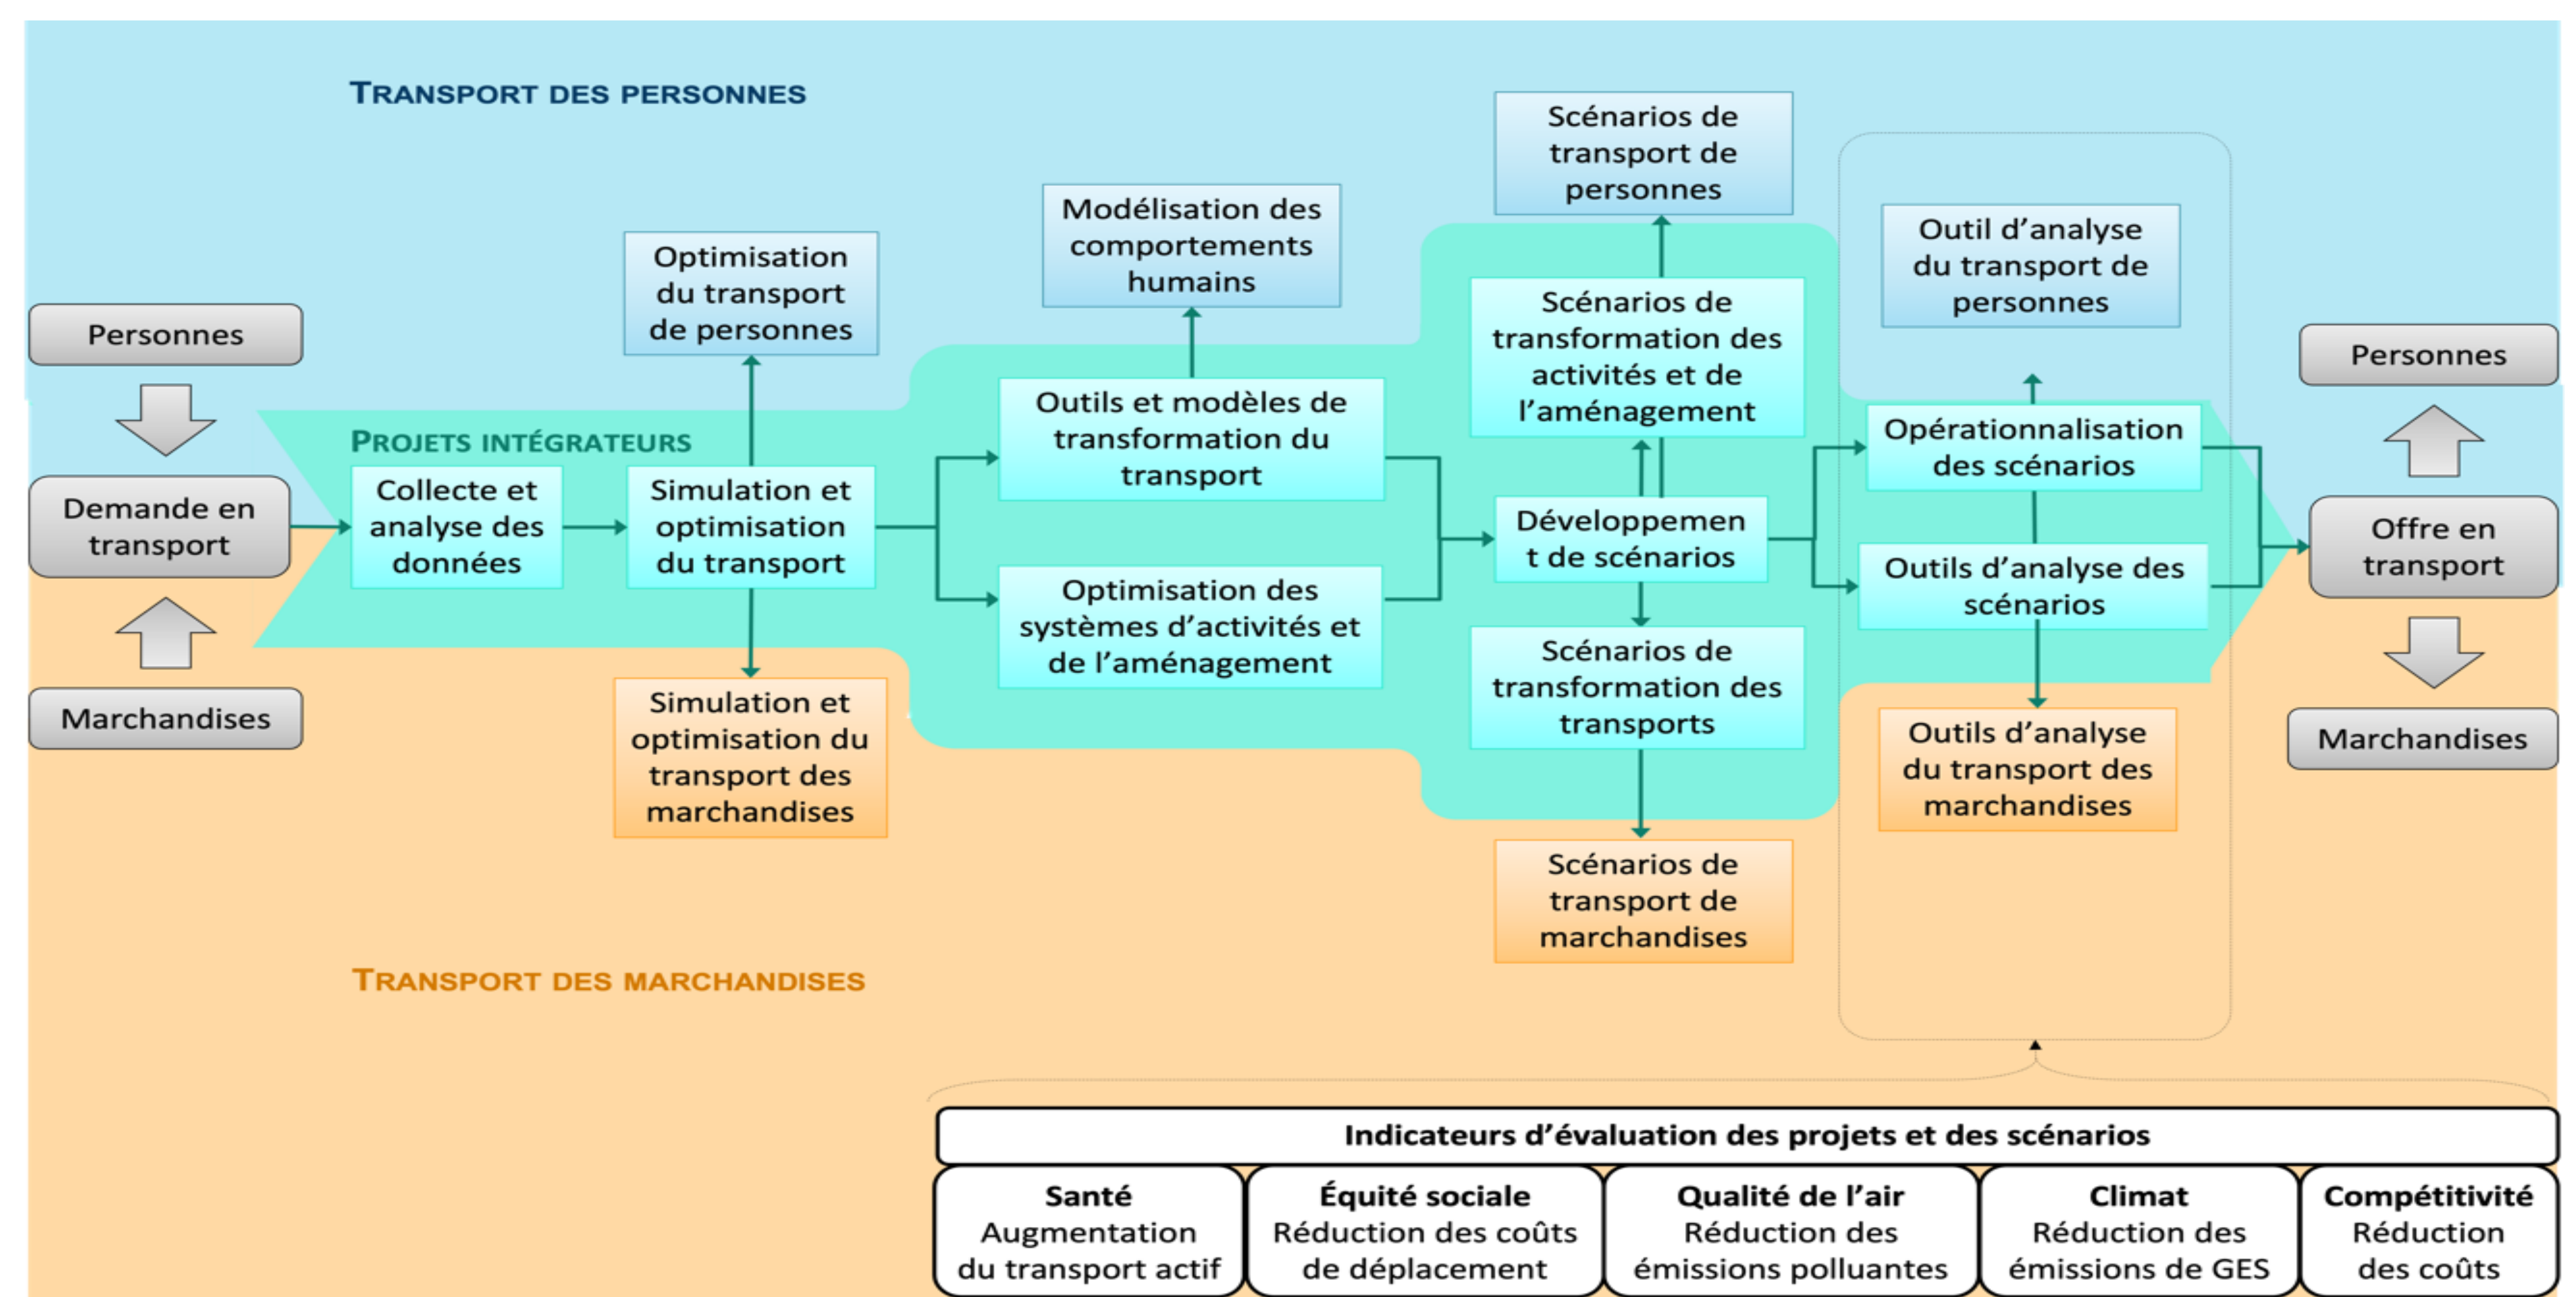 TRANSPORT DES PERSONNES
Personnes
Demande en
transport
Marchandises
PROJETS INTÉGRATEURS
Collecte et
analyse des
données
Optimisation
du transport
de personnes
Simulation et
optimisation
du transport
Simulation et
optimisation du
transport des
marchandises
Modélisation des
comportements
humains
Outils et modèles de
transformation du
transport
Optimisation des
systèmes d’activités et
de l’aménagement
Scénarios de
transport de
personnes
Scénarios de
transformation des
activités et de
l’aménagement
Développemen
t de scénarios
Scénarios de
transformation des
transports
Scénarios de
transport de
marchandises
Outil d’analyse
du transport de
personnes
Opérationnalisation
des scénarios
Outils d’analyse des
scénarios
Outils d’analyse
du transport des
marchandises
Personnes
Offre en
transport
Marchandises
TRANSPORT DES MARCHANDISES
Indicateurs d’évaluation des projets et des scénarios
Santé
Augmentation
du transport actif
Équité sociale
Réduction des coûts
de déplacement
Qualité de l’air
Réduction des
émissions polluantes
Climat
Réduction des
émissions de GES
Compétitivité
Réduction
des coûts